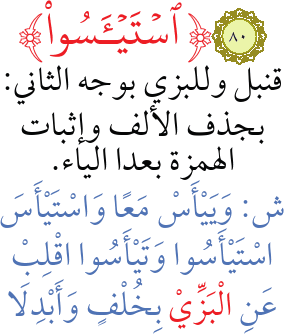 ٨٠ ﴿ ٱسْتَيْـَٔسُوا۟ ﴾
قنبل وللبزي بوجه الثاني:
بجذف الألف وإثبات
الهمزة بعدا الياء.
ش: وَيَيْأَسْ مَعًا وَاسْتَيْأَسَ
اسْتَيْأَسُوا وَتَيْأَسُوا اقْلِبْ
عَنِ الْبَزِّيْ بِخُلْفٍ وَأَبْدِلَا